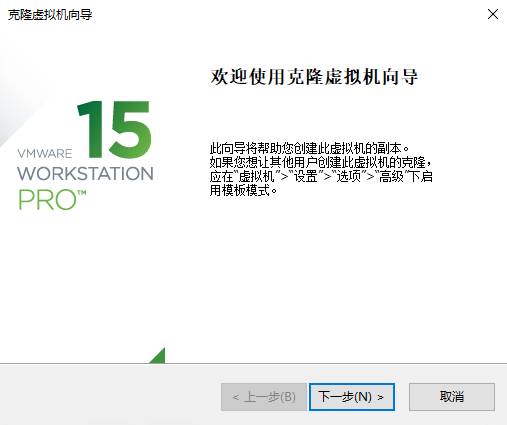 克隆虚拟机向导
欢迎使用克隆虚拟机向导
15
VMWARE
WORKSTATION
PRO™
此向导将帮助您创建此虚拟机的副本。
如果您想让其他用户创建此虚拟机的克隆，
应在“虚拟机”>“设置”>“选项”>“高级”下启
用模板模式。
< 上一步(B)
下一步(N) >
取消